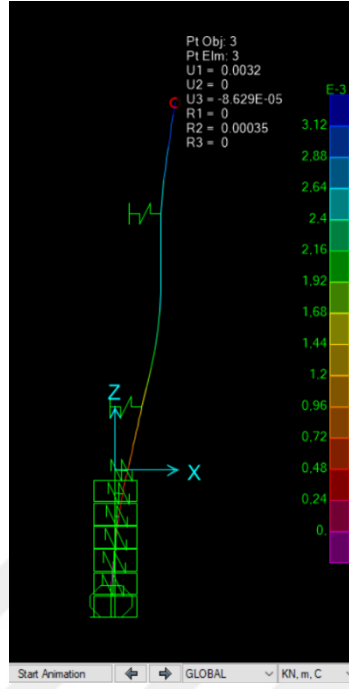 Pt Obj: 3
Pt Elm: 3
U1 = 0.0032
U2 = 0
U3 = -8.629E-05
R1 = 0
R2 = 0.00035
R3 = 0
E-3
3,12
2,88
2,64
2,4
2,16
1,92
1,68
1,44
1,2
0,96
0,72
0,48
0,24
0,
Z
X
Start Animation
GLOBAL
KN, m, C